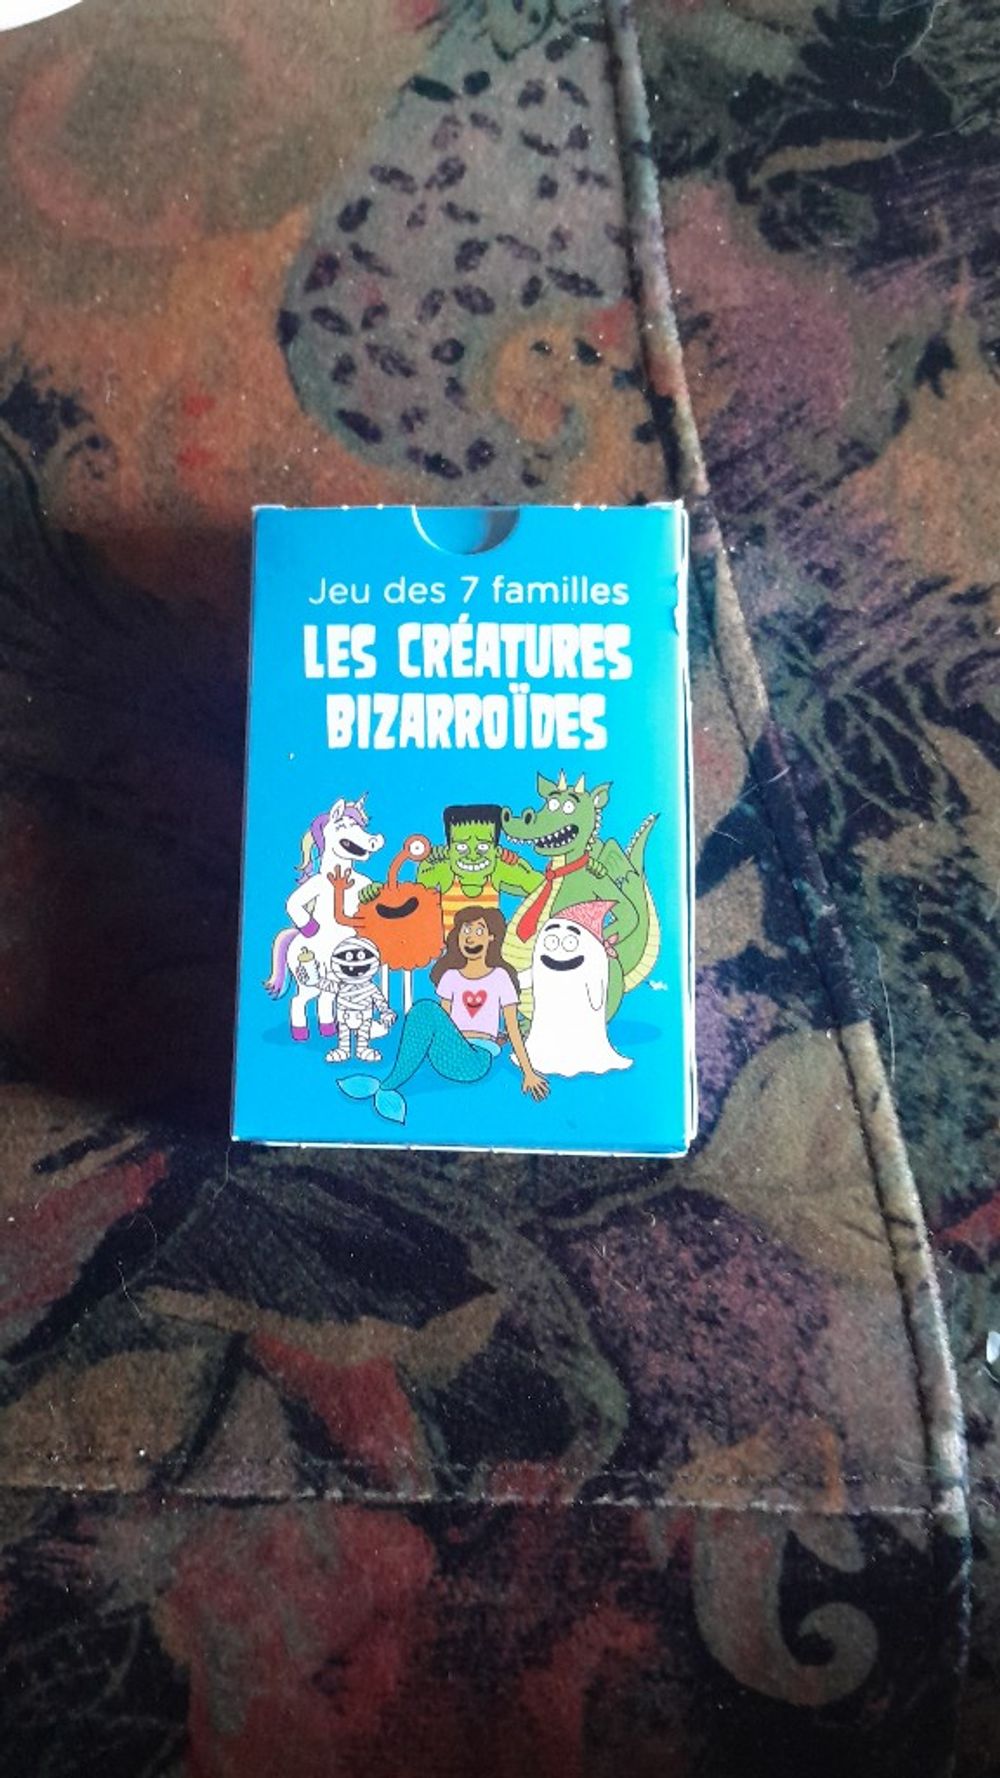 Jeu des 7 familles
LES CRÉATURES
BIZARROÏDES